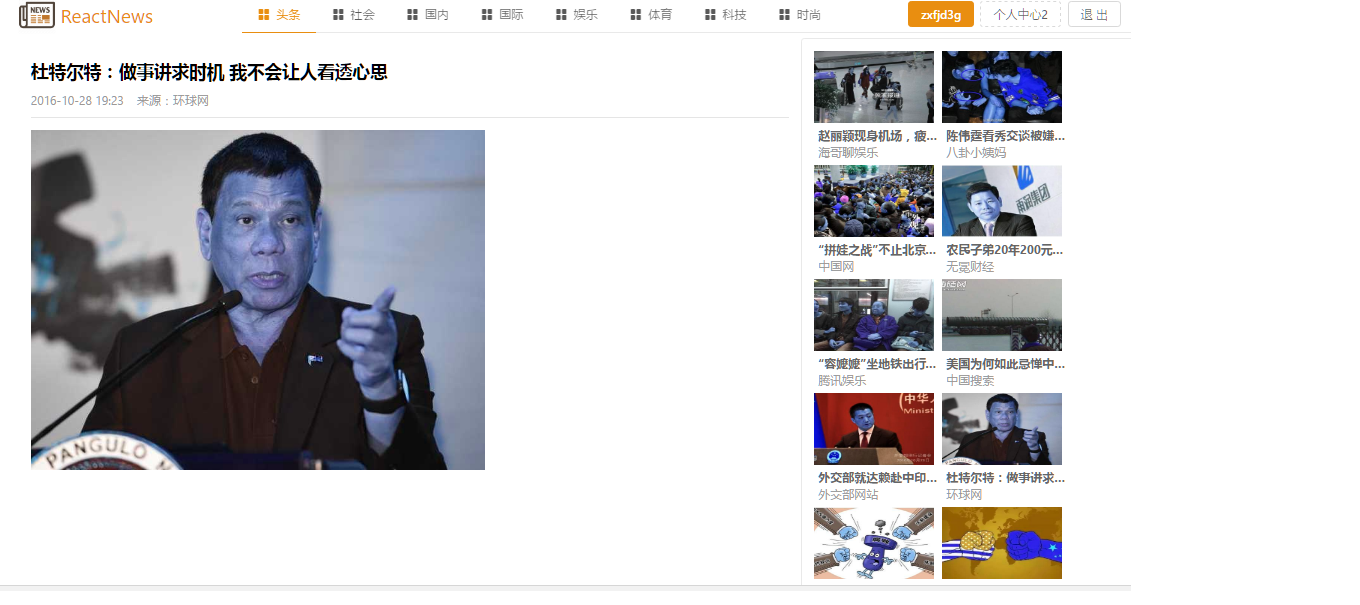 ReactNews
头条
社会
国内
国际
娱乐
体育
科技
时尚
zxfjd3g
个人中心2
退 出
杜特尔特：做事讲求时机 我不会让人看透心思
2016-10-28 19:23 来源：环球网
PANGULO
赵丽颖现身机场，疲...
海哥聊娱乐
陈伟霆看秀交谈被嫌...
八卦小姨妈
“拼娃之战”不止北京...
中国网
农民子弟20年200元...
无冕财经
“容嬷嬷”坐地铁出行...
腾讯娱乐
美国为何如此忌惮中...
中国搜索
Minist
外交部就达赖赴中印...
外交部网站
杜特尔特：做事讲求...
环球网